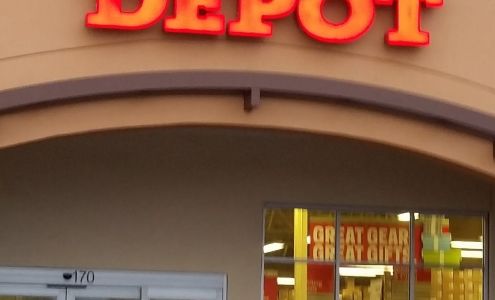 DEPOT
GREAT GEAR
GREAT GIFTS
170